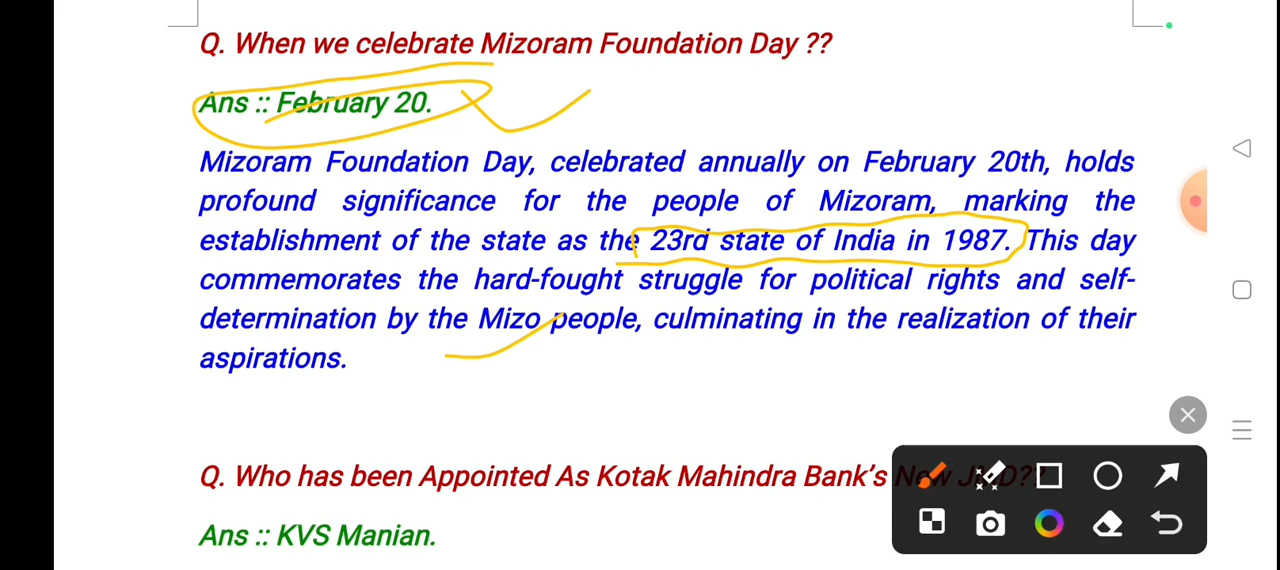 Q. When we celebrate Mizoram Foundation Day ??
Ans :: February 20.
Mizoram Foundation Day, celebrated annually on February 20th, holds
profound significance for the people of Mizoram, marking the
establishment of the state as the 23rd state of India in 1987. This day
commemorates the hard-fought struggle for political rights and self-
determination by the Mizo people, culminating in the realization of their
aspirations.
Q. Who has been Appointed As Kotak Mahindra Bank's New JMD??
Ans :: KVS Manian.